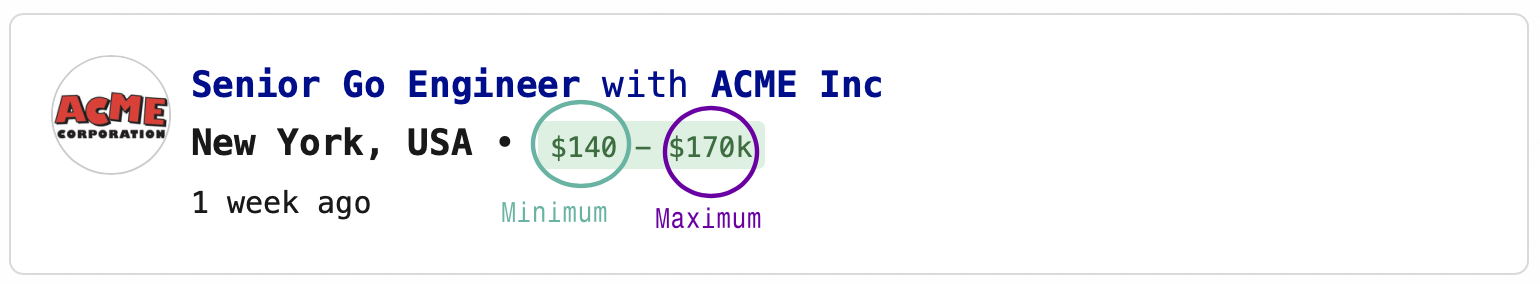 ACME
CORPORATION
Senior Go Engineer with ACME Inc
New York, USA • $140 – $170k
1 week ago
Minimum
Maximum